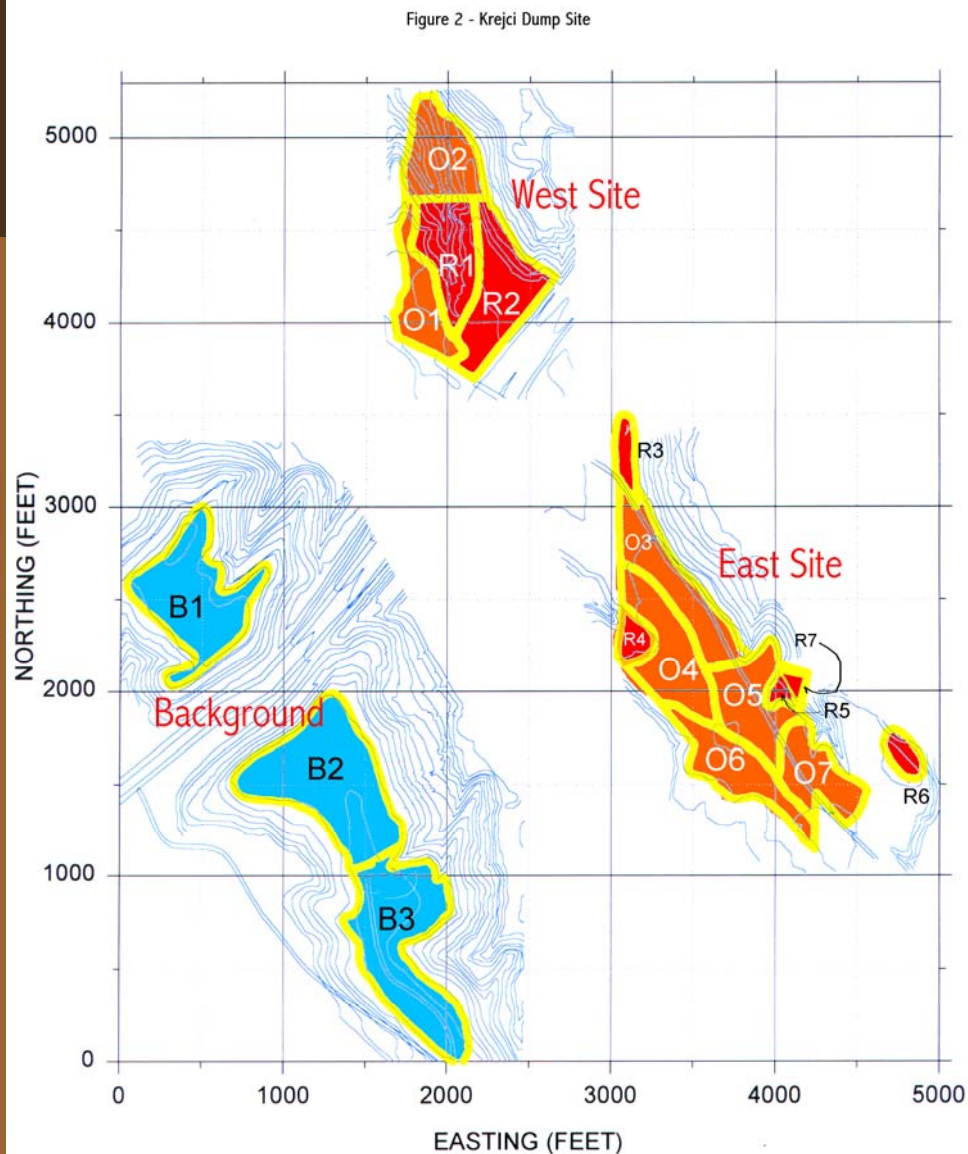 Figure 2 - Krejci Dump Site
5000
O2
West Site
R1
R2
O1
4000
R3
3000
O3
East Site
B1
R4
R7
O4
2000
O5
R5
Background
B2
O6
O7
R6
1000
B3
0
NORTHING (FEET)
0 1000 2000 3000 4000 5000
EASTING (FEET)